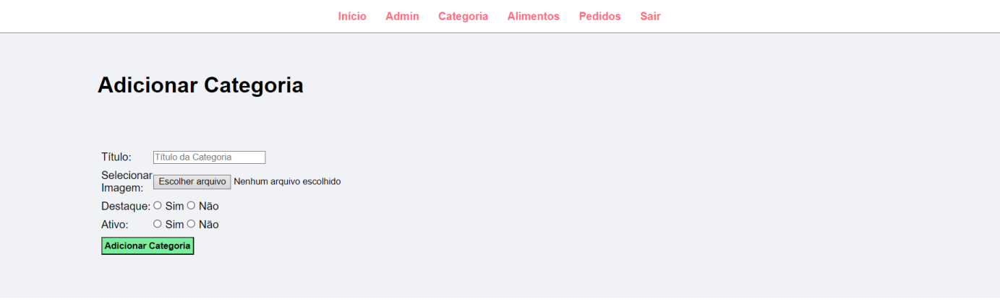 Início Admin Categoria Alimentos Pedidos Sair
Adicionar Categoria
Título: Título da Categoria
Selecionar
Imagem: Escolher arquivo Nenhum arquivo escolhido
Destaque: Sim Não
Ativo: Sim Não
Adicionar Categoria